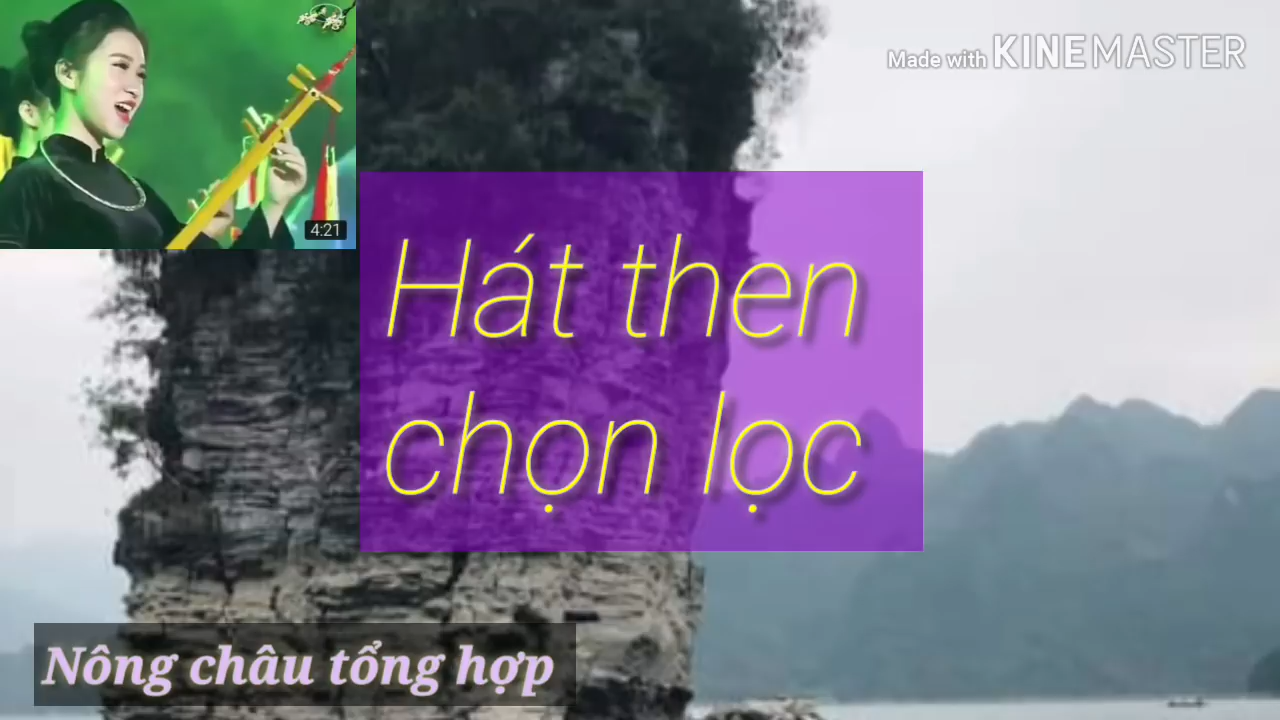 Made with KINEMASTER
4:21
Hát then
chọn lọc
Nông châu tổng hợp